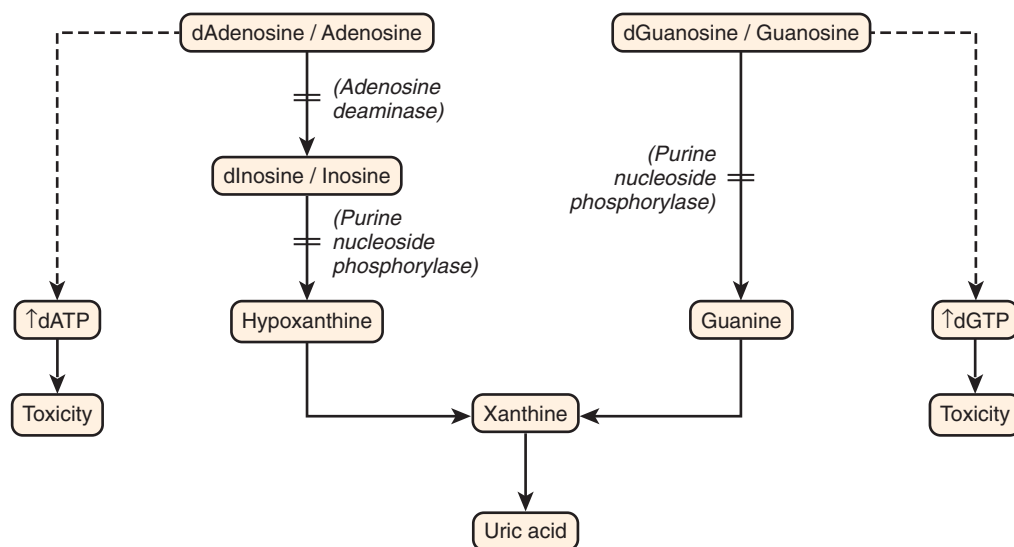 dAdenosine / Adenosine
dGuanosine / Guanosine
(Adenosine
deaminase)
dInosine / Inosine
(Purine
nucleoside
phosphorylase)
(Purine
nucleoside
phosphorylase)
↑dATP
Hypoxanthine
Guanine
↑dGTP
Toxicity
Xanthine
Toxicity
Uric acid